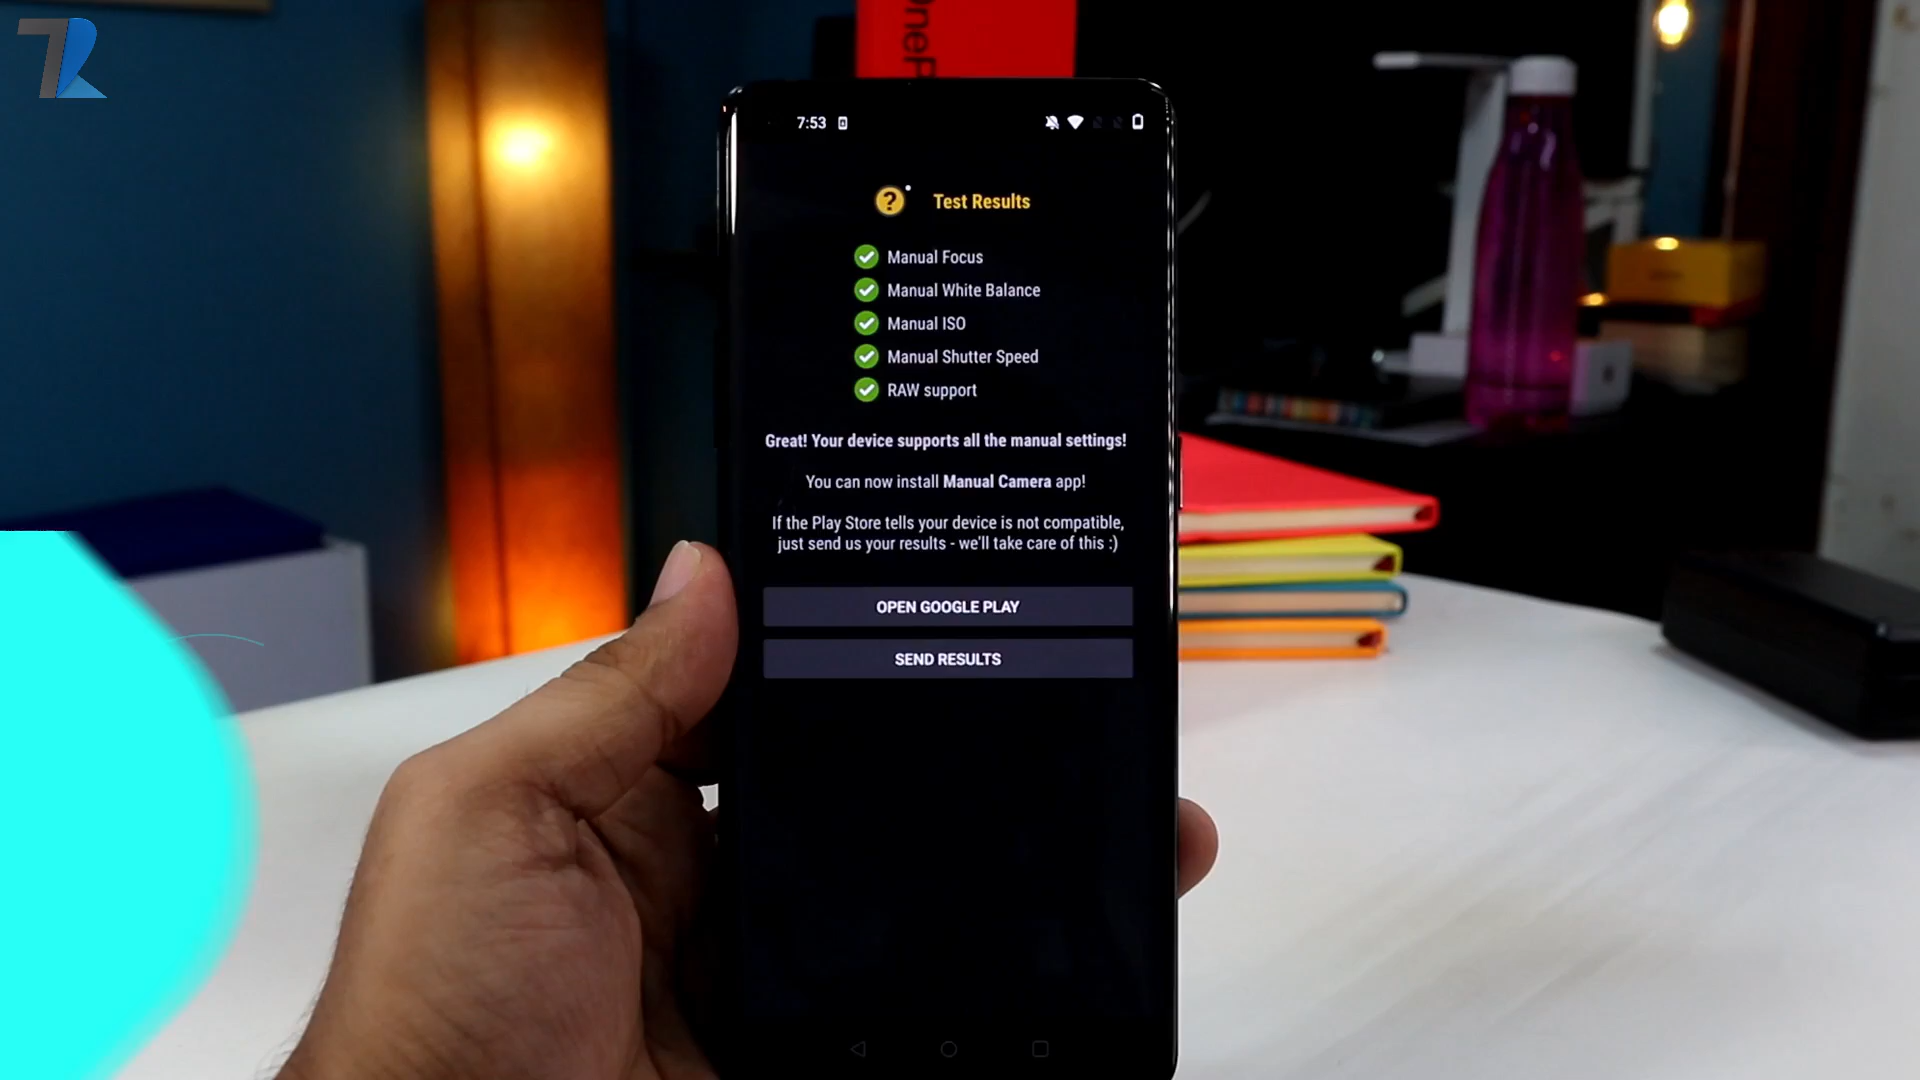 OneP
7:53
? Test Results
Manual Focus
Manual White Balance
Manual ISO
Manual Shutter Speed
RAW support
Great! Your device supports all the manual settings!
You can now install Manual Camera app!
If the Play Store tells your device is not compatible,
just send us your results - we'll take care of this :)
OPEN GOOGLE PLAY
SEND RESULTS